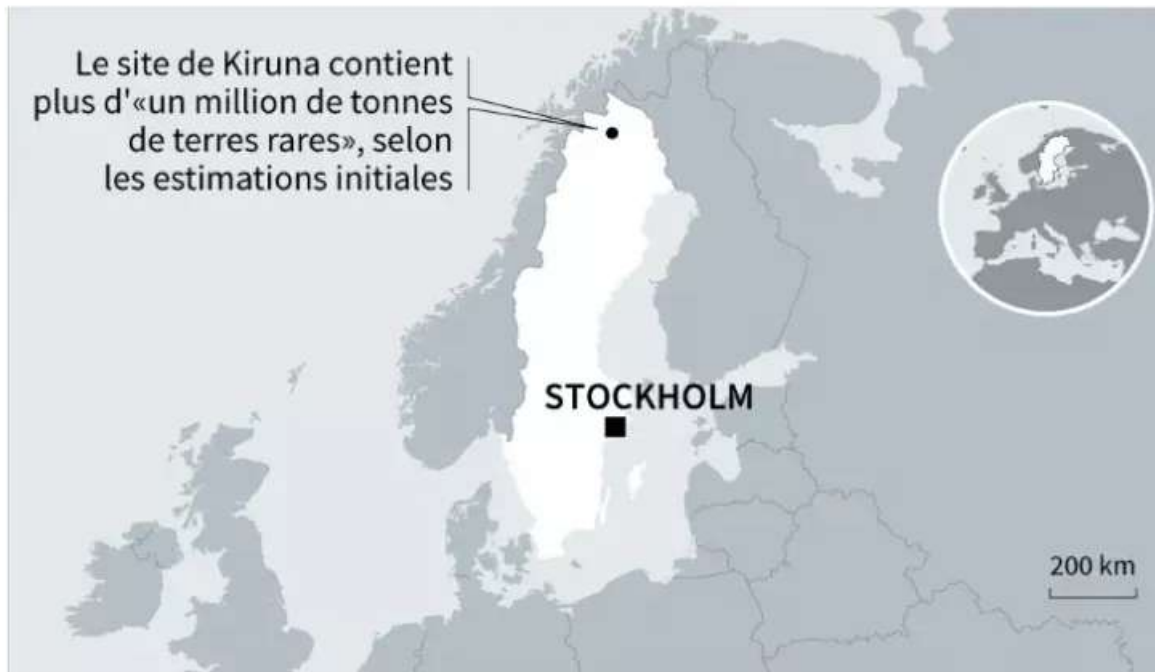 Le site de Kiruna contient
plus d'«un million de tonnes
de terres rares», selon
les estimations initiales
STOCKHOLM
200 km